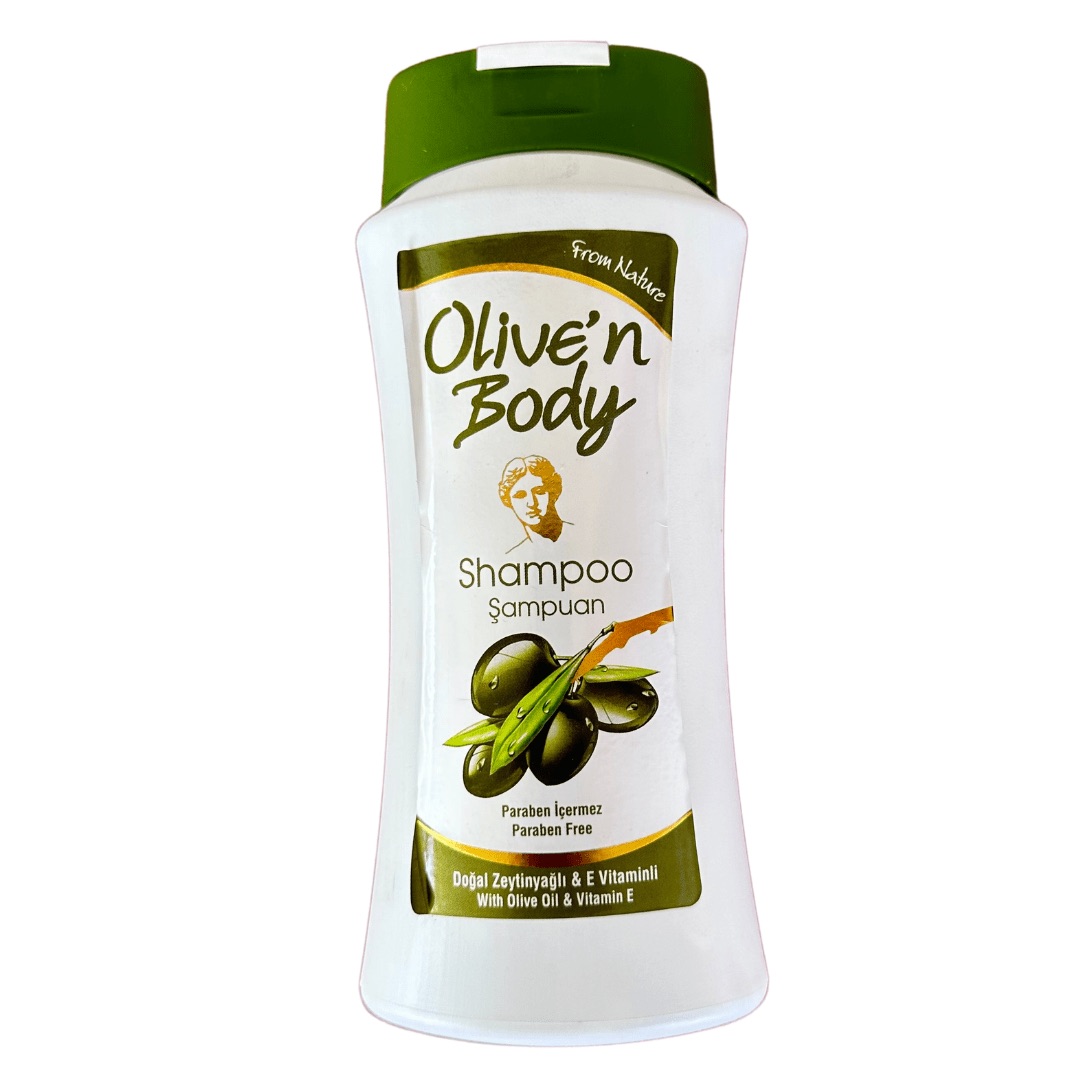 From Nature
Olive'n
Body
Shampoo
Şampuan
Paraben İçermez
Paraben Free
Doğal Zeytinyağlı & E Vitaminli
With Olive Oil & Vitamin E